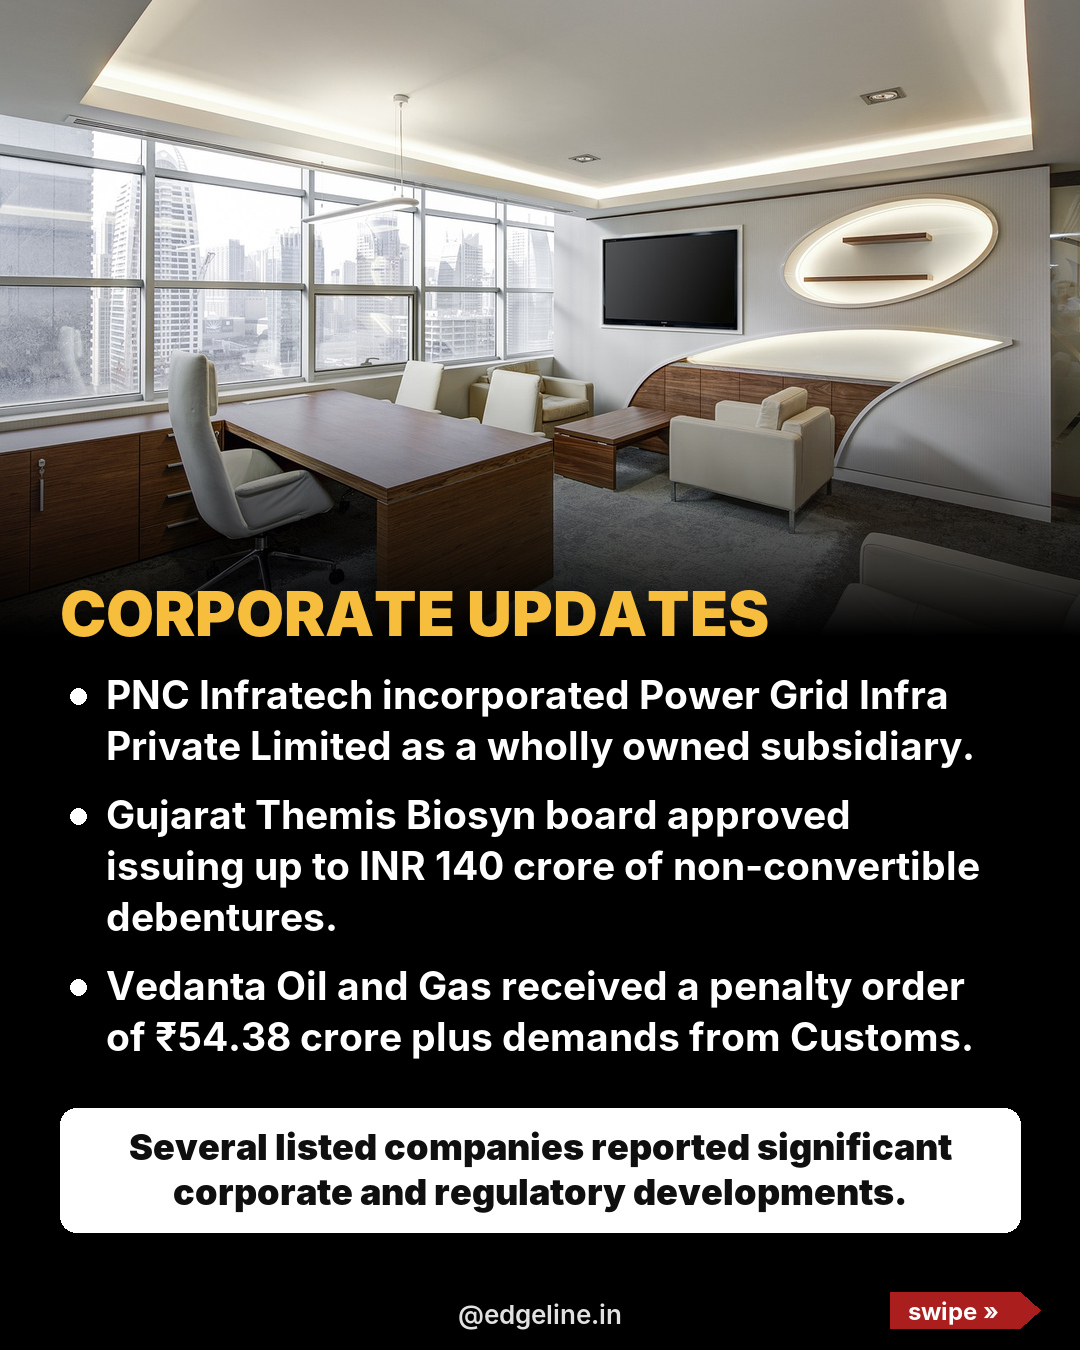 CORPORATE UPDATES
• PNC Infratech incorporated Power Grid Infra
Private Limited as a wholly owned subsidiary.
• Gujarat Themis Biosyn board approved
issuing up to INR 140 crore of non-convertible
debentures.
• Vedanta Oil and Gas received a penalty order
of ₹54.38 crore plus demands from Customs.
Several listed companies reported significant
corporate and regulatory developments.
@edgeline.in
swipe »